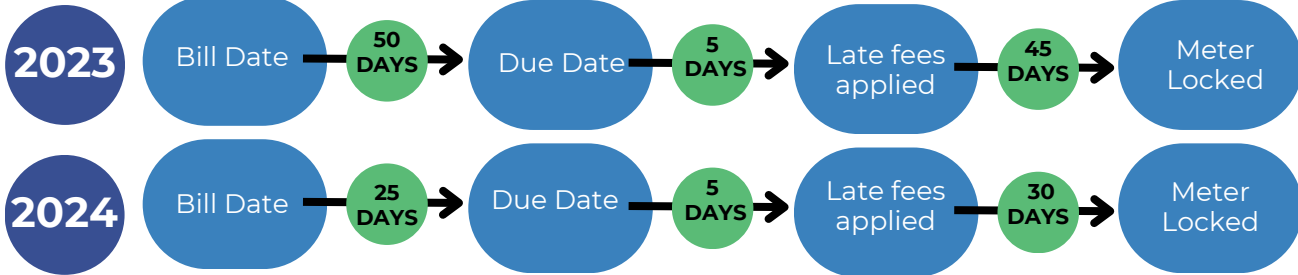 2023
Bill Date
50
DAYS
Due Date
5
DAYS
Late fees
applied
45
DAYS
Meter
Locked
2024
Bill Date
25
DAYS
Due Date
5
DAYS
Late fees
applied
30
DAYS
Meter
Locked